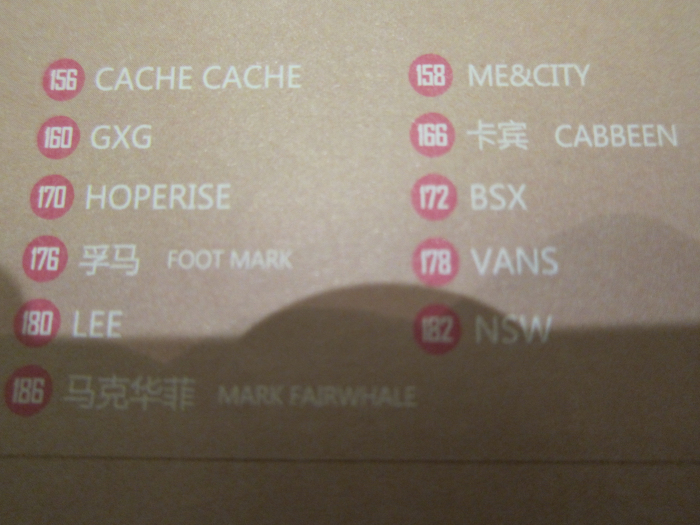 156 CACHE CACHE 158 ME&CITY
160 GXG 166 卡宾 CABBEEN
170 HOPERISE 172 BSX
176 孚马 FOOT MARK 178 VANS
180 LEE 182 NSW
186 马克华菲 MARK FAIRWHALE